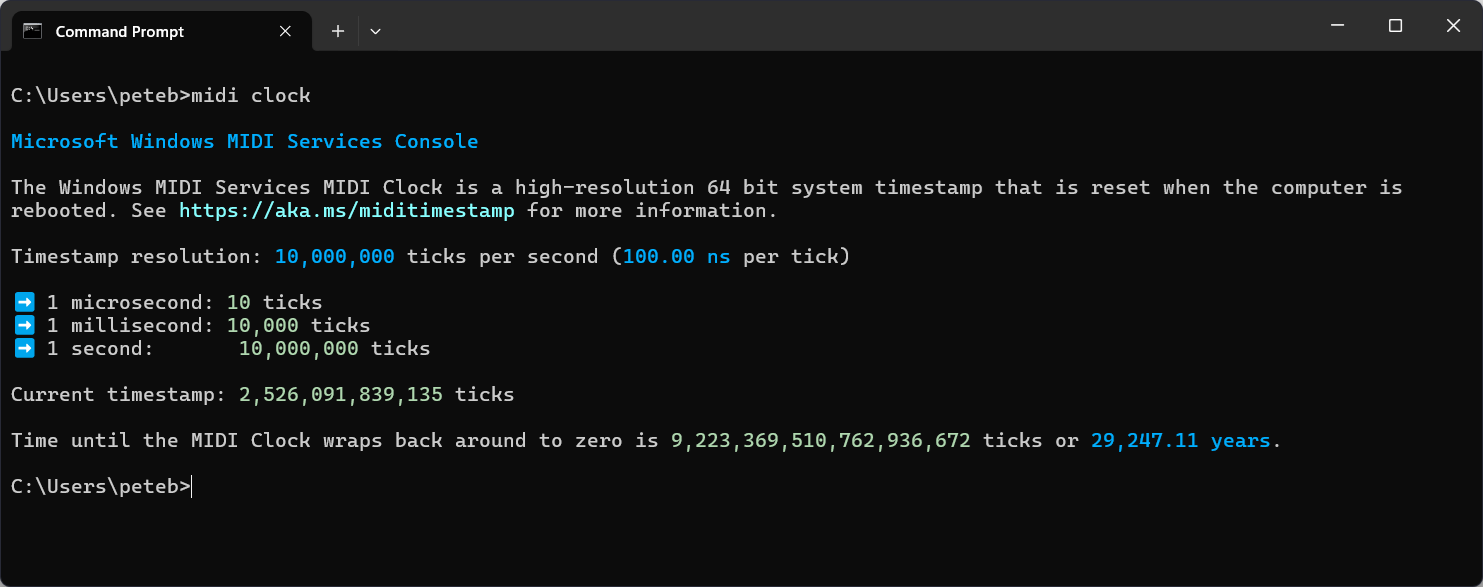 Command Prompt
C:\Users\peteb>midi clock
Microsoft Windows MIDI Services Console
The Windows MIDI Services MIDI Clock is a high-resolution 64 bit system timestamp that is reset when the computer is
rebooted. See https://aka.ms/miditimestamp for more information.
Timestamp resolution: 10,000,000 ticks per second (100.00 ns per tick)
➡ 1 microsecond: 10 ticks
➡ 1 millisecond: 10,000 ticks
➡ 1 second:       10,000,000 ticks
Current timestamp: 2,526,091,839,135 ticks
Time until the MIDI Clock wraps back around to zero is 9,223,369,510,762,936,672 ticks or 29,247.11 years.
C:\Users\peteb>